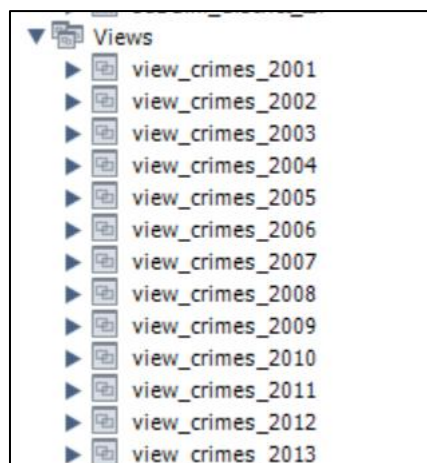 Views
view_crimes_2001
view_crimes_2002
view_crimes_2003
view_crimes_2004
view_crimes_2005
view_crimes_2006
view_crimes_2007
view_crimes_2008
view_crimes_2009
view_crimes_2010
view_crimes_2011
view_crimes_2012
view_crimes_2013